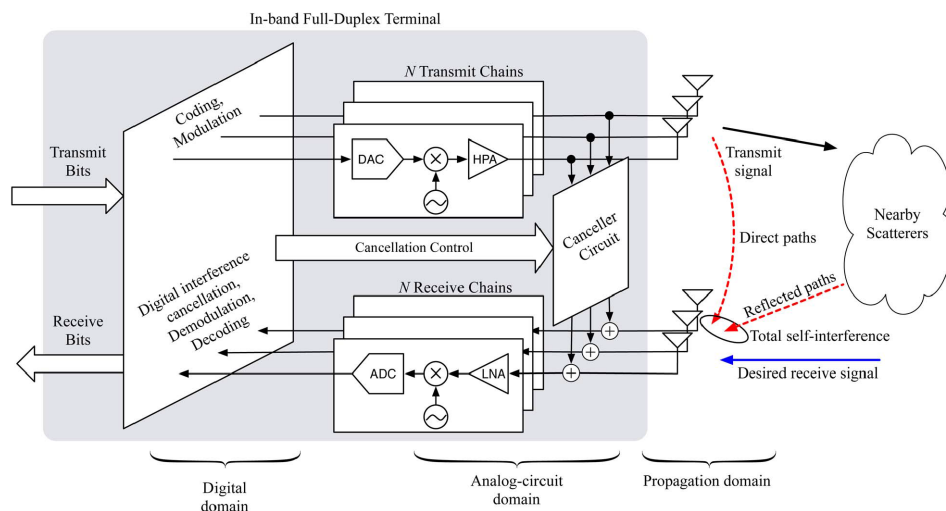 In-band Full-Duplex Terminal
N Transmit Chains
Coding,
Modulation
Transmit
Bits
DAC
HPA
Transmit
signal
Nearby
Scatterers
Canceller
Circuit
Cancellation Control
Direct paths
Digital interference
cancellation,
Demodulation,
Decoding
N Receive Chains
Reflected paths
Receive
Bits
Total self-interference
ADC
LNA
Desired receive signal
Digital
domain
Analog-circuit
domain
Propagation domain